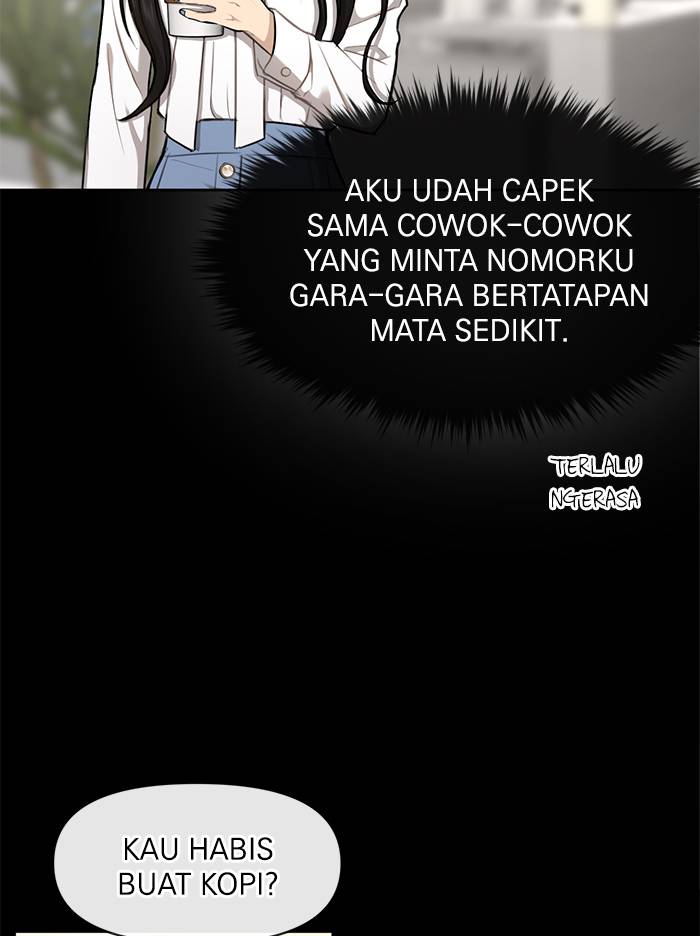 AKU UDAH CAPEK
SAMA COWOK-COWOK
YANG MINTA NOMORKU
GARA-GARA BERTATAPAN
MATA SEDIKIT.
TERLALU
NGERASA
KAU HABIS
BUAT KOPI?